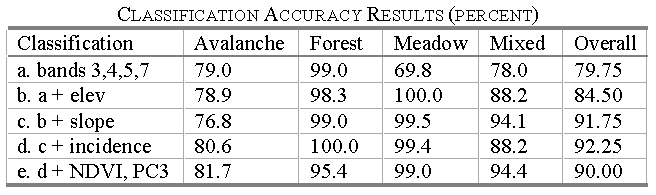 CLASSIFICATION ACCURACY RESULTS (PERCENT)
Classification Avalanche Forest Meadow Mixed Overall
a. bands 3,4,5,7 79.0 99.0 69.8 78.0 79.75
b. a + elev 78.9 98.3 100.0 88.2 84.50
c. b + slope 76.8 99.0 99.5 94.1 91.75
d. c + incidence 80.6 100.0 99.4 88.2 92.25
e. d + NDVI, PC3 81.7 95.4 99.0 94.4 90.00